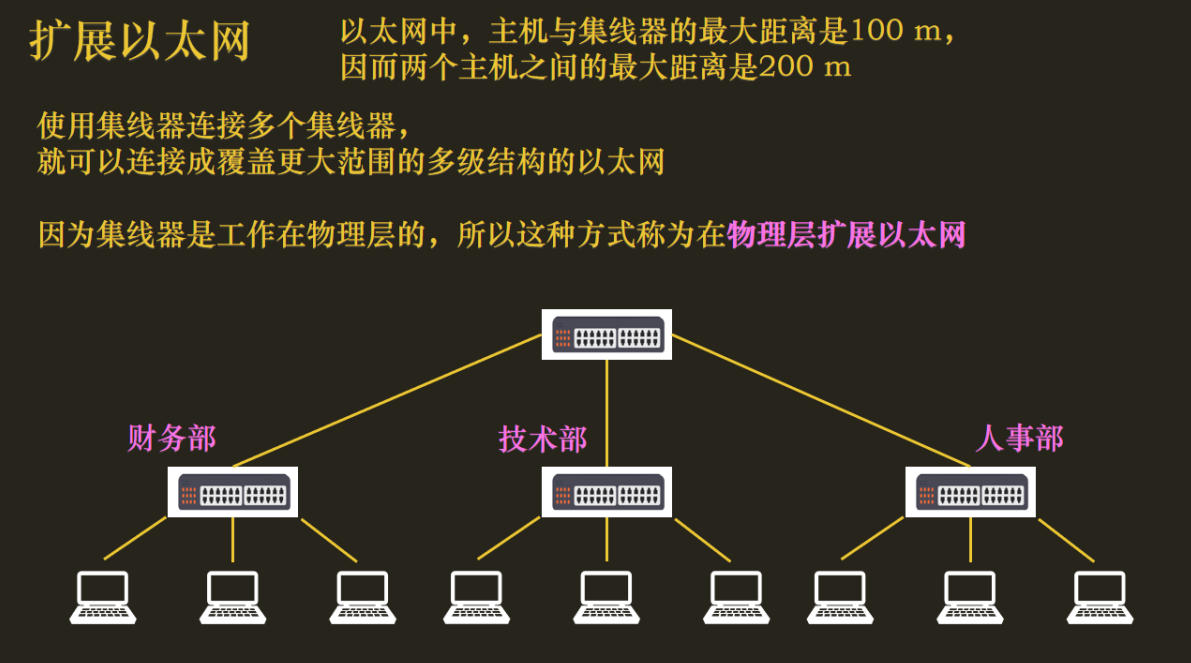 扩展以太网
以太网中，主机与集线器的最大距离是100 m，
因而两个主机之间的最大距离是200 m
使用集线器连接多个集线器，
就可以连接成覆盖更大范围的多级结构的以太网
因为集线器是工作在物理层的，所以这种方式称为在物理层扩展以太网
财务部
技术部
人事部